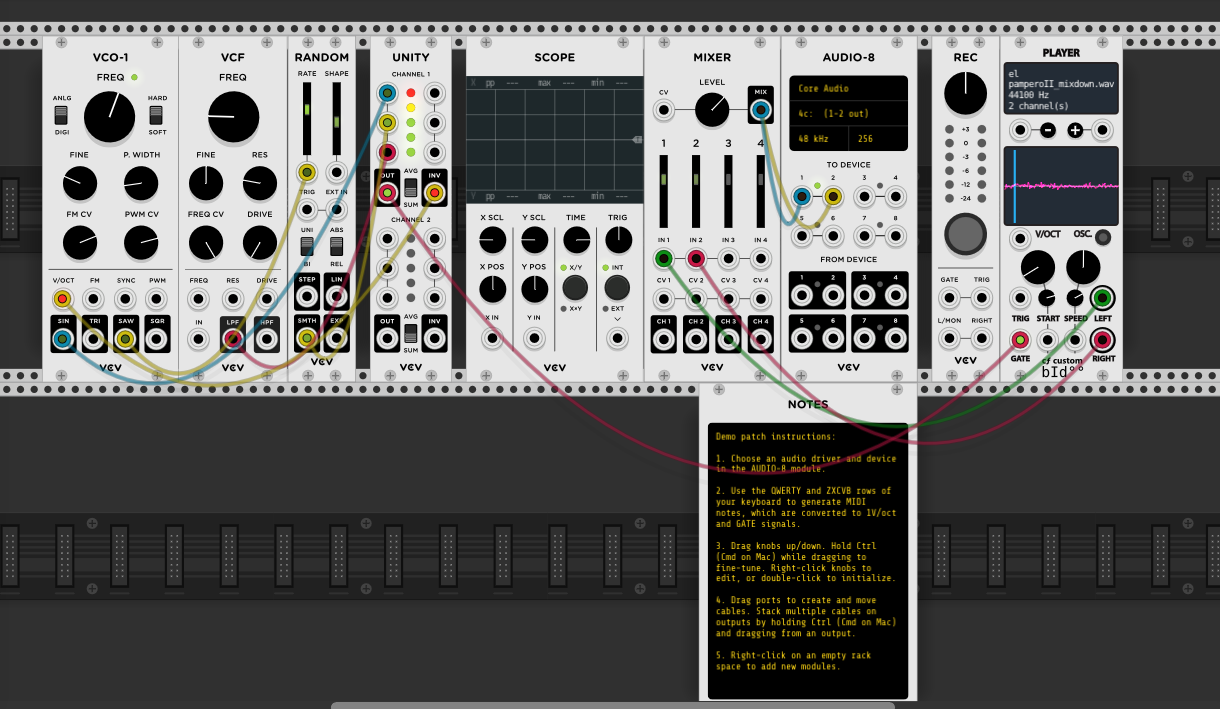 VCO-1
FREQ
ANLG
HARD
DIGI
SOFT
FINE
P. WIDTH
FM CV
PWM CV
V/OCT
FM
SYNC
PWM
SIN
TRI
SAW
SQR
VCV
VCF
FREQ
FINE
RES
FREQ CV
DRIVE
FREQ
RES
DRIVE
IN
LPF
HPF
VCV
RANDOM
RATE
SHAPE
TRIG
EXT IN
UNI
ABS
BI
REL
STEP
LIN
SMTH
EXP
VCV
UNITY
CHANNEL 1
OUT
AVG
INV
SUM
CHANNEL 2
OUT
AVG
INV
SUM
SCOPE
X pp --- max --- min ---
Y pp --- max --- min ---
T
X SCL
Y SCL
TIME
TRIG
X POS
Y POS
X/Y
INT
X×Y
EXT
X IN
Y IN
VCV
MIXER
LEVEL
CV
MIX
1
2
3
4
IN 1
IN 2
IN 3
IN 4
CV 1
CV 2
CV 3
CV 4
CH 1
CH 2
CH 3
CH 4
VCV
AUDIO-8
Core Audio
4c: (1-2 out)
48 kHz
256
TO DEVICE
1
2
3
4
5
6
7
8
FROM DEVICE
1
2
3
4
5
6
7
8
VCV
REC
+3
0
-3
-6
-12
-24
GATE
TRIG
L/MON
RIGHT
VCV
PLAYER
el
pamperoII_mixdown.wav
44100 Hz
2 channel(s)
V/OCT
OSC.
TRIG
START
SPEED
LEFT
GATE
RIGHT
cf custom
bId°°
NOTES
Demo patch instructions:
1. Choose an audio driver and device
in the AUDIO-8 module.
2. Use the QWERTY and ZXCVB rows of
your keyboard to generate MIDI
notes, which are converted to 1V/oct
and GATE signals.
3. Drag knobs up/down. Hold Ctrl
(Cmd on Mac) while dragging to
fine-tune. Right-click knobs to
edit, or double-click to initialize.
4. Drag ports to create and move
cables. Stack multiple cables on
outputs by holding Ctrl (Cmd on Mac)
and dragging from an output.
5. Right-click on an empty rack
space to add new modules.